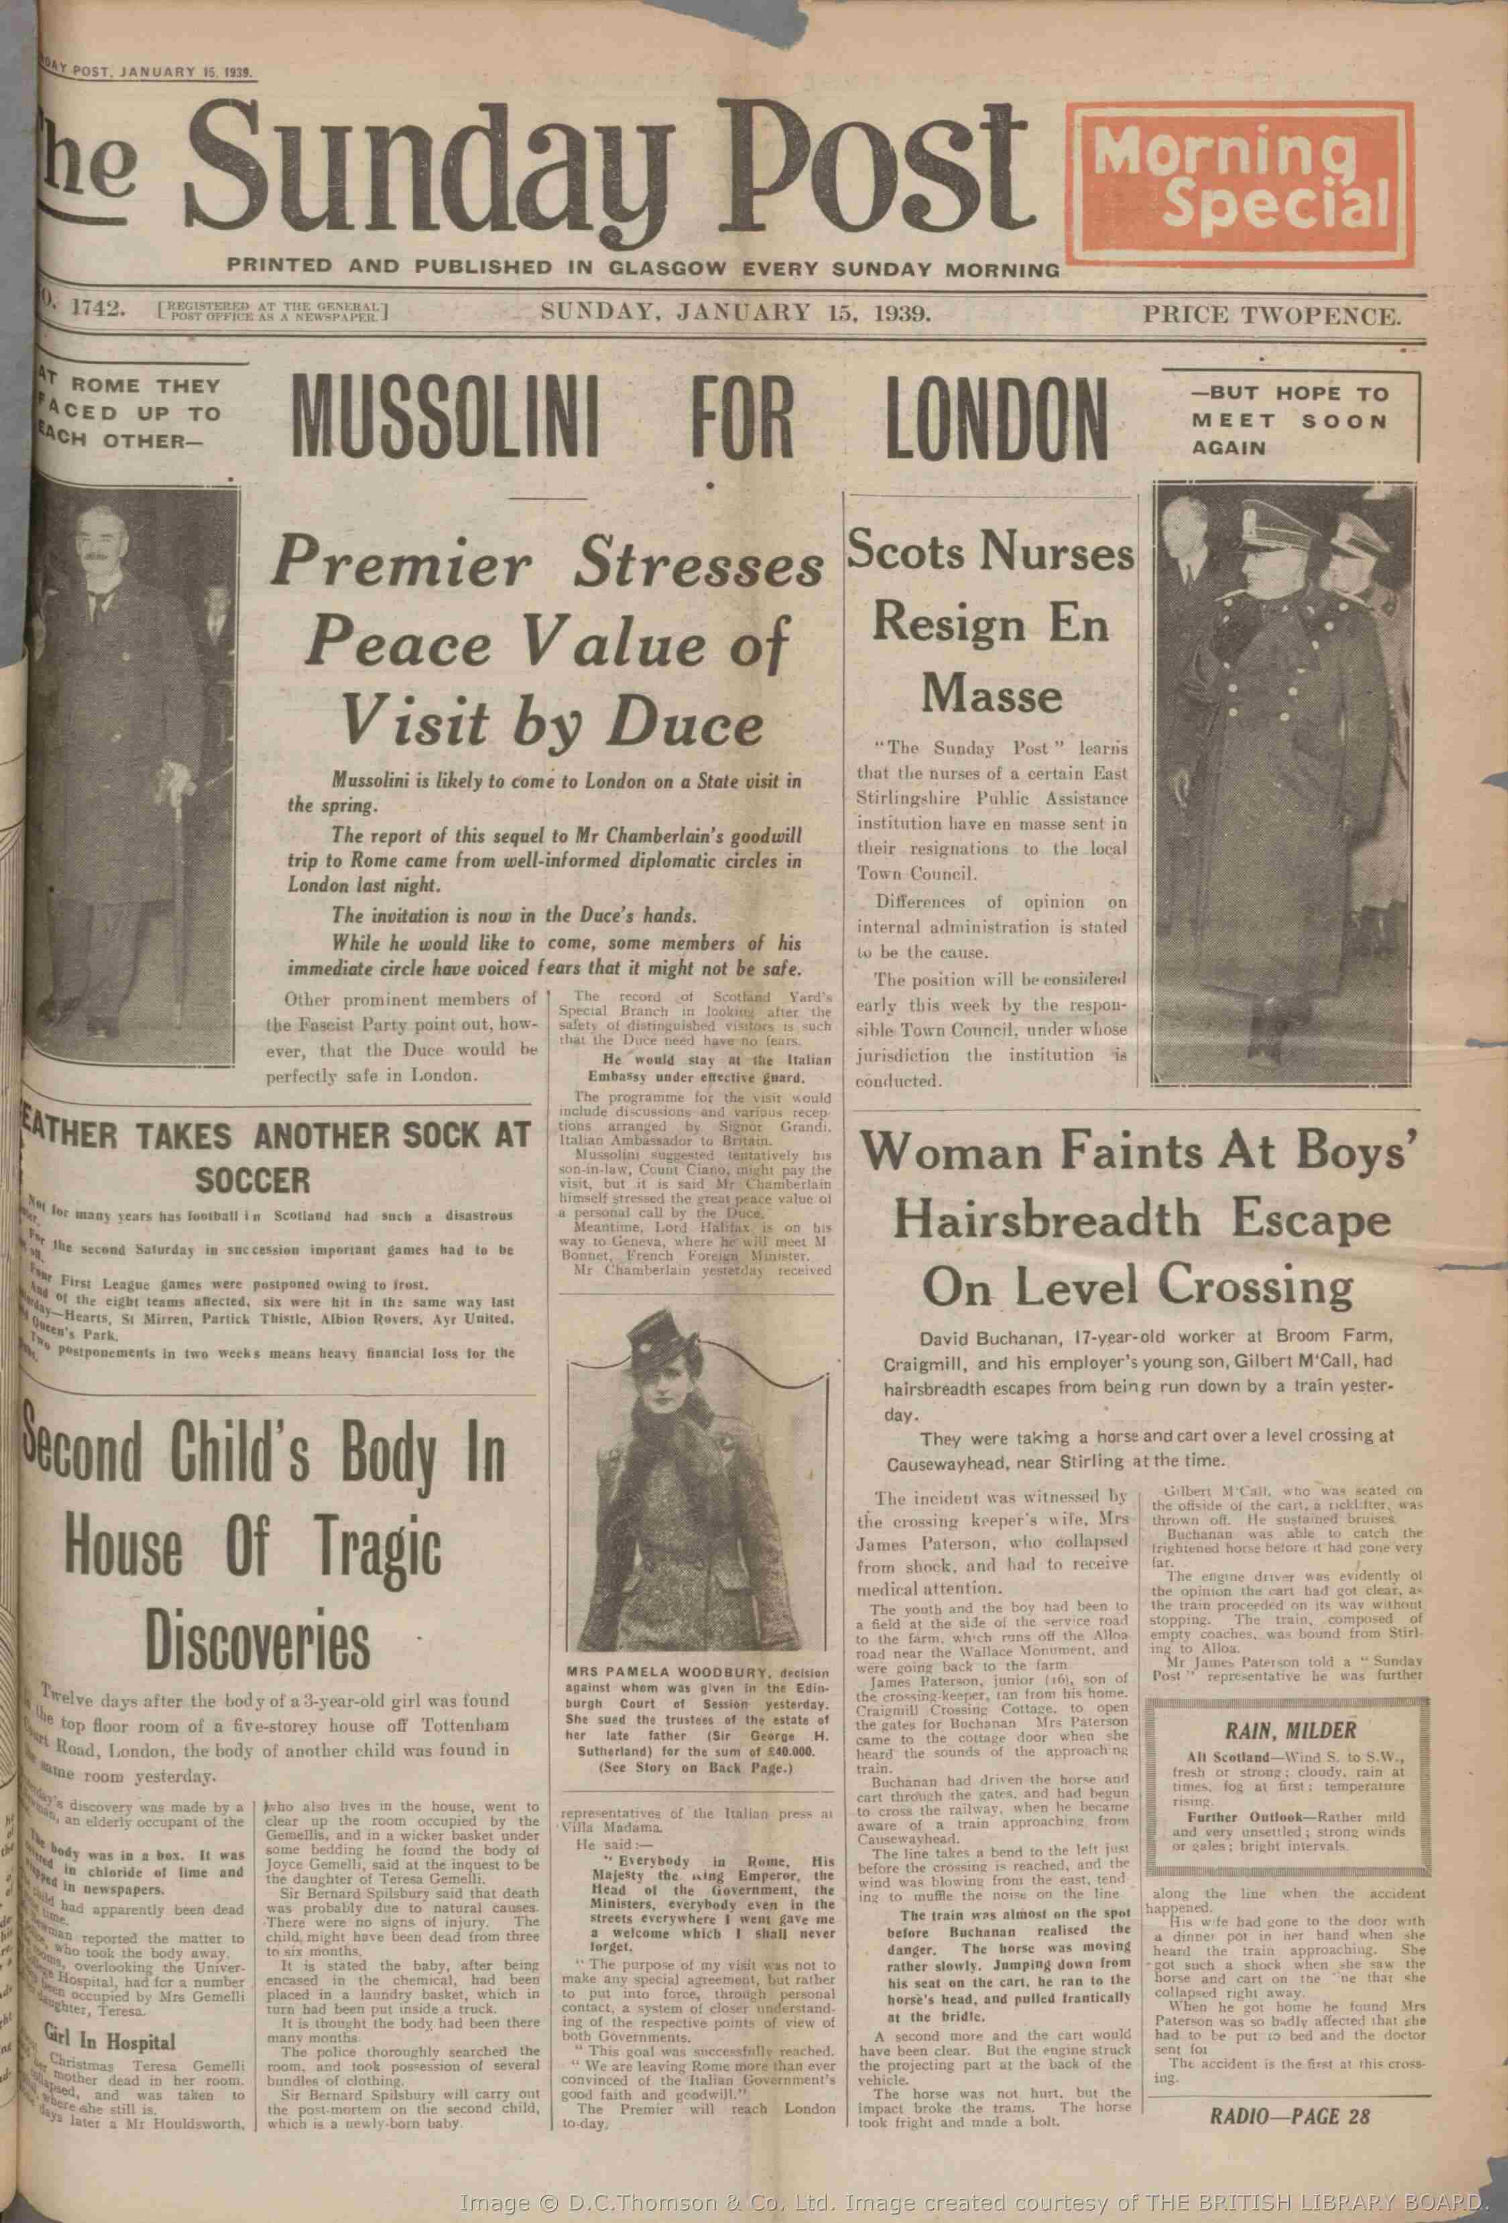 DAY POST, JANUARY 15, 1939.
The Sunday Post
Morning
Special
PRINTED AND PUBLISHED IN GLASGOW EVERY SUNDAY MORNING
1742.
[REGISTERED AT THE GENERAL
POST OFFICE AS A NEWSPAPER.]
SUNDAY, JANUARY 15, 1939.
PRICE TWOPENCE.
AT ROME THEY
FACED UP TO
EACH OTHER—
MUSSOLINI FOR LONDON
—BUT HOPE TO
MEET SOON
AGAIN
Premier Stresses
Peace Value of
Visit by Duce
Mussolini is likely to come to London on a State visit in
the spring.
The report of this sequel to Mr Chamberlain's goodwill
trip to Rome came from well-informed diplomatic circles in
London last night.
The invitation is now in the Duce's hands.
While he would like to come, some members of his
immediate circle have voiced fears that it might not be safe.
Other prominent members of
the Fascist Party point out, how-
ever, that the Duce would be
perfectly safe in London.
The record of Scotland Yard's
Special Branch in looking after the
safety of distinguished visitors is such
that the Duce need have no fears.
He would stay at the Italian
Embassy under effective guard.
The programme for the visit would
include discussions and various recep-
tions arranged by Signor Grandi,
Italian Ambassador to Britain.
Mussolini suggested tentatively his
son-in-law, Count Ciano, might pay the
visit, but it is said Mr Chamberlain
himself stressed the great peace value of
a personal call by the Duce.
Meantime, Lord Halifax is on his
way to Geneva, where he will meet M
Bonnet, French Foreign Minister.
Mr Chamberlain yesterday received
MRS PAMELA WOODBURY, decision
against whom was given in the Edin-
burgh Court of Session yesterday.
She sued the trustees of the estate of
her late father (Sir George H.
Sutherland) for the sum of £40,000.
(See Story on Back Page.)
representatives of the Italian press at
Villa Madama.
He said:—
"Everybody in Rome, His
Majesty the King Emperor, the
Head of the Government, the
Ministers, everybody even in the
streets everywhere I went gave me
a welcome which I shall never
forget.
"The purpose of my visit was not to
make any special agreement, but rather
to put into force, through personal
contact, a system of closer understand-
ing of the respective points of view of
both Governments.
"This goal was successfully reached.
"We are leaving Rome more than ever
convinced of the Italian Government's
good faith and goodwill."
The Premier will reach London
to-day.
Scots Nurses
Resign En
Masse
"The Sunday Post" learns
that the nurses of a certain East
Stirlingshire Public Assistance
institution have en masse sent in
their resignations to the local
Town Council.
Differences of opinion on
internal administration is stated
to be the cause.
The position will be considered
early this week by the respon-
sible Town Council, under whose
jurisdiction the institution is
conducted.
EATHER TAKES ANOTHER SOCK AT
SOCCER
Not for many years has football in Scotland had such a disastrous
For the second Saturday in succession important games had to be
off.
Four First League games were postponed owing to frost.
And of the eight teams affected, six were hit in the same way last
—Hearts, St Mirren, Partick Thistle, Albion Rovers, Ayr United,
Queen's Park.
Two postponements in two weeks means heavy financial loss for the
Second Child's Body In
House Of Tragic
Discoveries
Twelve days after the body of a 3-year-old girl was found
the top floor room of a five-storey house off Tottenham
Court Road, London, the body of another child was found in
same room yesterday.
discovery was made by a
an elderly occupant of the
The body was in a box. It was
in chloride of lime and
in newspapers.
child had apparently been dead
time.
reported the matter to
who took the body away.
overlooking the Univer-
Hospital, had for a number
been occupied by Mrs Gemelli
daughter, Teresa.
Girl In Hospital
Christmas Teresa Gemelli
mother dead in her room.
and was taken to
where she still is.
days later a Mr Houldsworth,
who also lives in the house, went to
clear up the room occupied by the
Gemellis, and in a wicker basket under
some bedding he found the body of
Joyce Gemelli, said at the inquest to be
the daughter of Teresa Gemelli.
Sir Bernard Spilsbury said that death
was probably due to natural causes.
There were no signs of injury. The
child might have been dead from three
to six months.
It is stated the baby, after being
encased in the chemical, had been
placed in a laundry basket, which in
turn had been put inside a truck.
It is thought the body had been there
many months.
The police thoroughly searched the
room, and took possession of several
bundles of clothing.
Sir Bernard Spilsbury will carry out
the post-mortem on the second child,
which is a newly-born baby.
Woman Faints At Boys'
Hairsbreadth Escape
On Level Crossing
David Buchanan, 17-year-old worker at Broom Farm,
Craigmill, and his employer's young son, Gilbert M'Call, had
hairsbreadth escapes from being run down by a train yester-
day.
They were taking a horse and cart over a level crossing at
Causewayhead, near Stirling at the time.
The incident was witnessed by
the crossing keeper's wife, Mrs
James Paterson, who collapsed
from shock, and had to receive
medical attention.
The youth and the boy had been to
a field at the side of the service road
to the farm, which runs off the Alloa
road near the Wallace Monument, and
were going back to the farm.
James Paterson, junior (16), son of
the crossing-keeper, ran from his home,
Craigmill Crossing Cottage, to open
the gates for Buchanan. Mrs Paterson
came to the cottage door when she
heard the sounds of the approaching
train.
Buchanan had driven the horse and
cart through the gates, and had begun
to cross the railway, when he became
aware of a train approaching from
Causewayhead.
The line takes a bend to the left just
before the crossing is reached, and the
wind was blowing from the east, tend-
ing to muffle the noise on the line.
The train was almost on the spot
before Buchanan realised the
danger. The horse was moving
rather slowly. Jumping down from
his seat on the cart, he ran to the
horse's head, and pulled frantically
at the bridle.
A second more and the cart would
have been clear. But the engine struck
the projecting part at the back of the
vehicle.
The horse was not hurt, but the
impact broke the trams. The horse
took fright and made a bolt.
Gilbert M'Call, who was seated on
the offside of the cart, a ricklifter, was
thrown off. He sustained bruises.
Buchanan was able to catch the
frightened horse before it had gone very
far.
The engine driver was evidently of
the opinion the cart had got clear, as
the train proceeded on its way without
stopping. The train, composed of
empty coaches, was bound from Stirl-
ing to Alloa.
Mr James Paterson told a "Sunday
Post" representative he was further
RAIN, MILDER
All Scotland—Wind S. to S.W.,
fresh or strong; cloudy, rain at
times, fog at first; temperature
rising.
Further Outlook—Rather mild
and very unsettled; strong winds
or gales; bright intervals.
along the line when the accident
happened.
His wife had gone to the door with
a dinner pot in her hand when she
heard the train approaching. She
got such a shock when she saw the
horse and cart on the line that she
collapsed right away.
When he got home he found Mrs
Paterson was so badly affected that she
had to be put to bed and the doctor
sent for.
The accident is the first at this cross-
ing.
RADIO—PAGE 28
Image © D.C.Thomson & Co. Ltd. Image created courtesy of THE BRITISH LIBRARY BOARD.